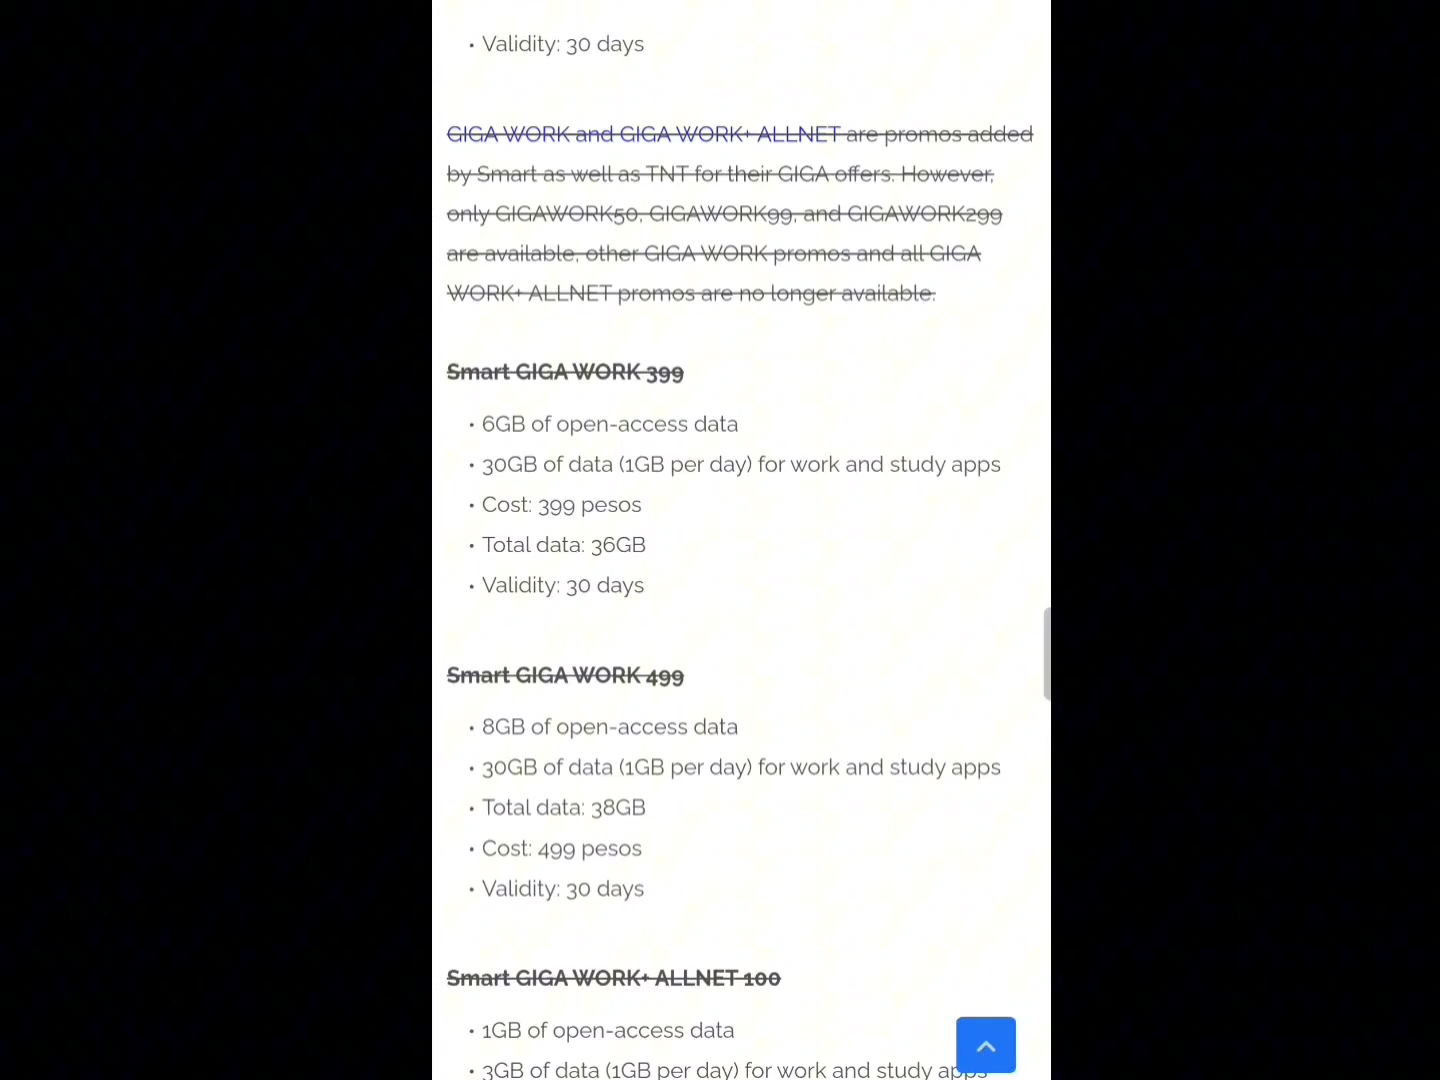 • Validity: 30 days
GIGA WORK and GIGA WORK+ ALLNET are promos added
by Smart as well as TNT for their GIGA offers. However,
only GIGAWORK50, GIGAWORK99, and GIGAWORK299
are available, other GIGA WORK promos and all GIGA
WORK+ ALLNET promos are no longer available.
Smart GIGA WORK 399
• 6GB of open-access data
• 30GB of data (1GB per day) for work and study apps
• Cost: 399 pesos
• Total data: 36GB
• Validity: 30 days
Smart GIGA WORK 499
• 8GB of open-access data
• 30GB of data (1GB per day) for work and study apps
• Total data: 38GB
• Cost: 499 pesos
• Validity: 30 days
Smart GIGA WORK+ ALLNET 100
• 1GB of open-access data
• 3GB of data (1GB per day) for work and study apps